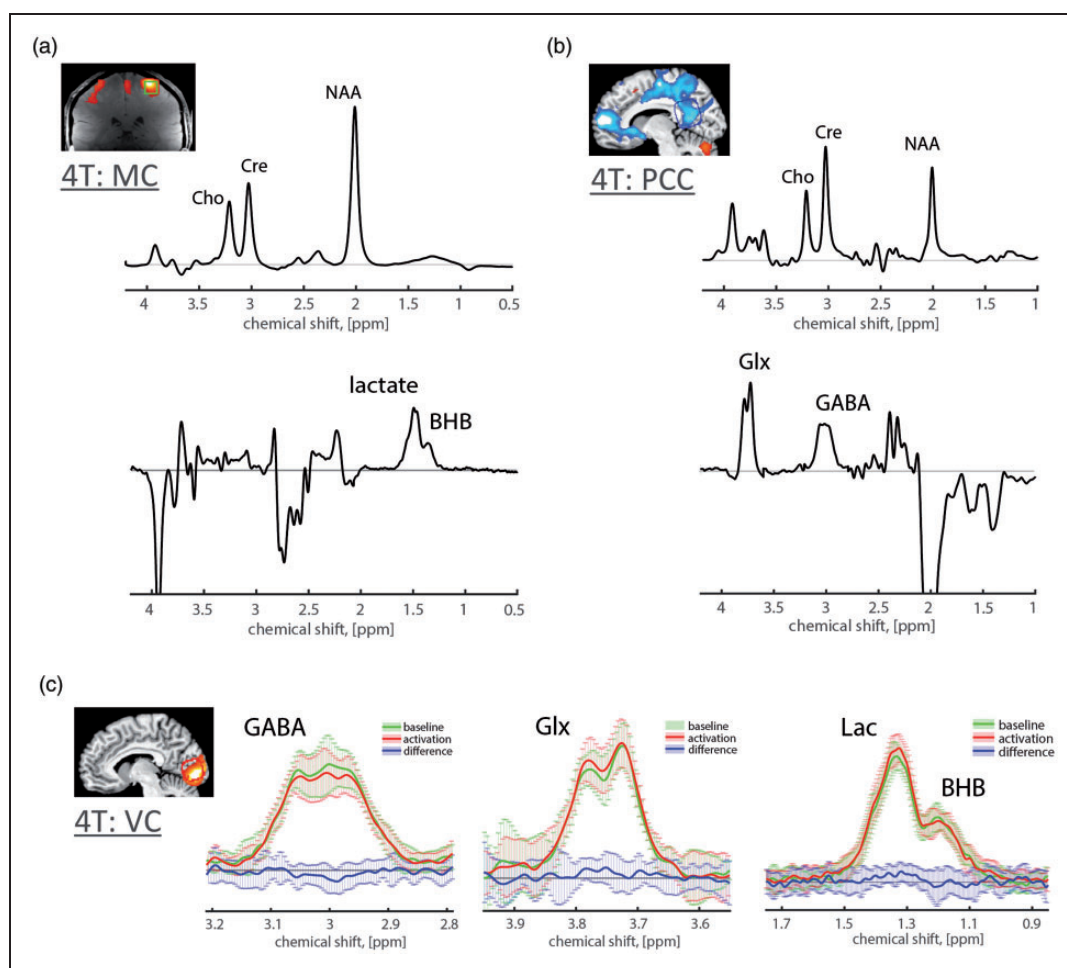 (a)
NAA
Cre
Cho
4T: MC
4 3.5 3 2.5 2 1.5 1 0.5
chemical shift, [ppm]
lactate
BHB
4 3.5 3 2.5 2 1.5 1 0.5
chemical shift, [ppm]
(b)
Cre
NAA
Cho
4T: PCC
4 3.5 3 2.5 2 1.5 1
chemical shift, [ppm]
Glx
GABA
4 3.5 3 2.5 2 1.5 1
chemical shift, [ppm]
(c)
4T: VC
GABA
baseline
activation
difference
3.2 3.1 3 2.9 2.8
chemical shift, [ppm]
Glx
baseline
activation
difference
3.9 3.8 3.7 3.6
chemical shift, [ppm]
Lac
baseline
activation
difference
BHB
1.7 1.5 1.3 1.1 0.9
chemical shift, [ppm]